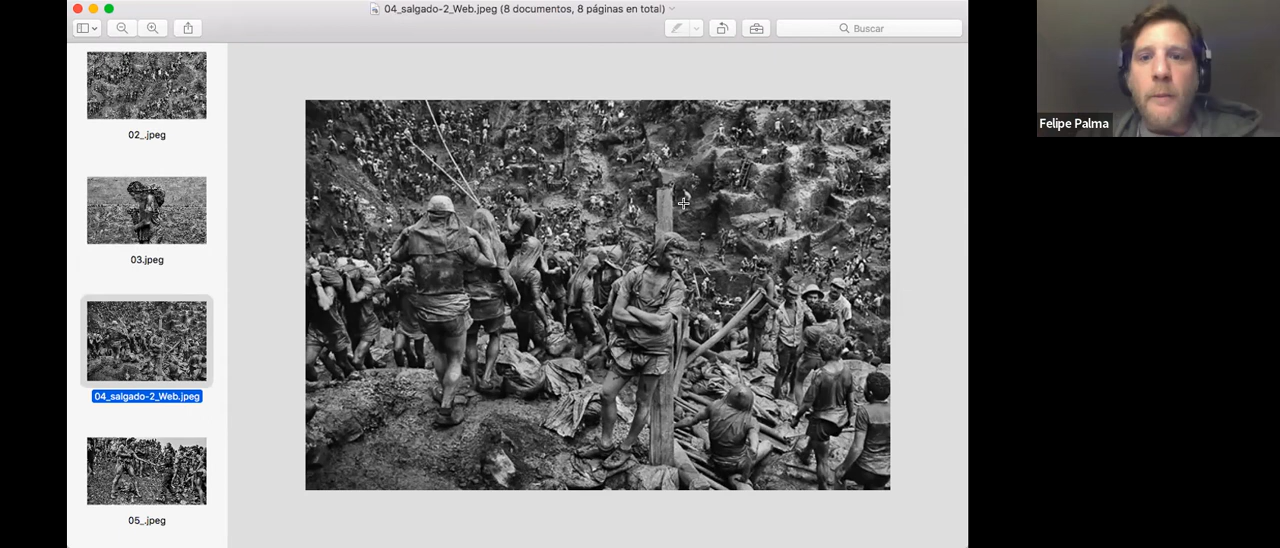 04_salgado-2_Web.jpeg (8 documentos, 8 páginas en total)
Buscar
02_.jpeg
03.jpeg
04_salgado-2_Web.jpeg
05_.jpeg
Felipe Palma